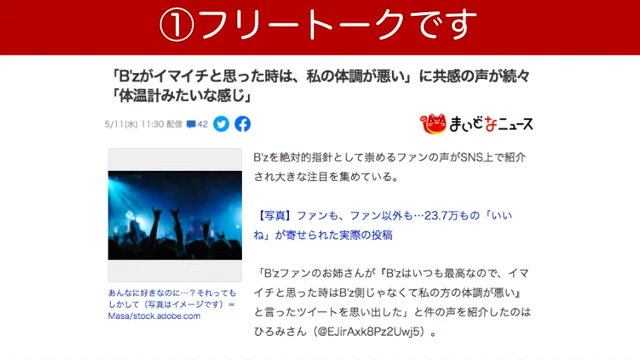 ①フリートークです
「B'zがイマイチと思った時は、私の体調が悪い」に共感の声が続々
「体温計みたいな感じ」
5/11(水) 11:30 配信 42
まいどなニュース
B'zを絶対的指針として崇めるファンの声がSNS上で紹介
され大きな注目を集めている。
【写真】ファンも、ファン以外も…23.7万もの「いい
ね」が寄せられた実際の投稿
「B'zファンのお姉さんが『B'zはいつも最高なので、イマ
イチと思った時はB'z側じゃなくて私の方の体調が悪い』
と言ったツイートを思い出した」と件の声を紹介したのは
ひろみさん（@EJirAxk8Pz2Uwj5）。
あんなに好きなのに…？それっても
しかして（写真はイメージです）＝
Masa/stock.adobe.com